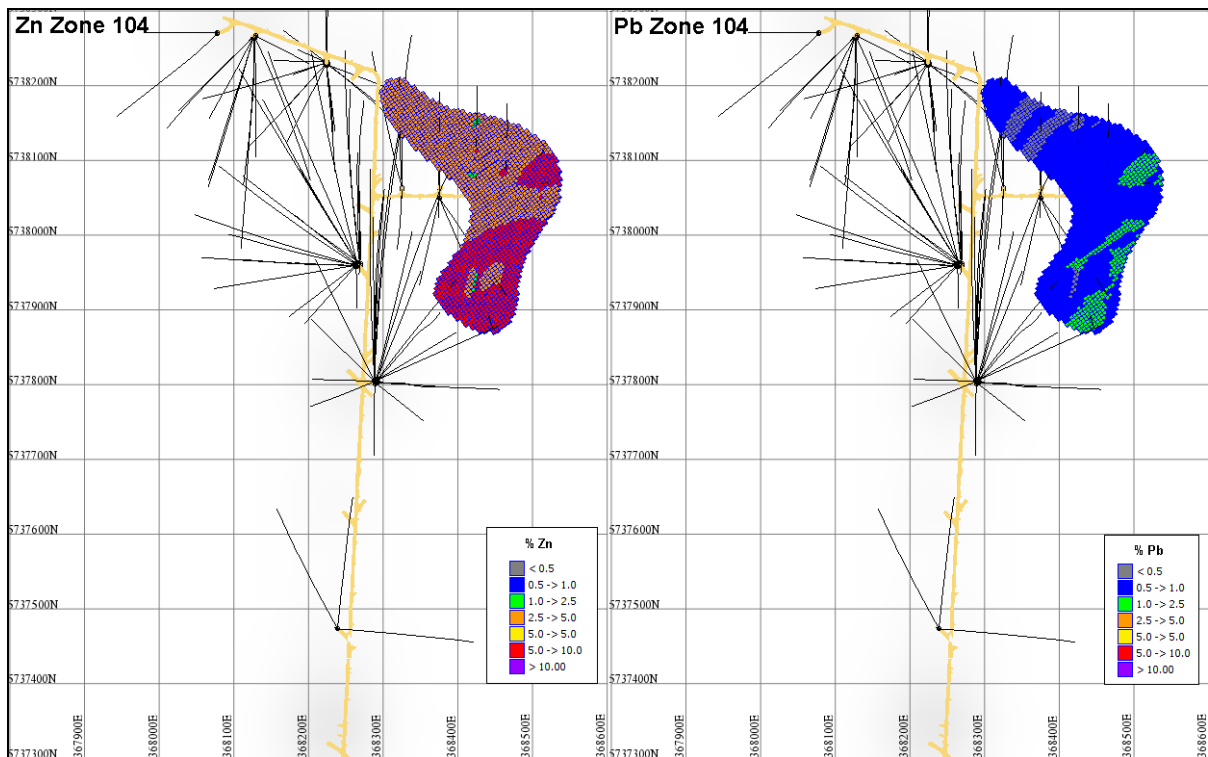 Zn Zone 104
5738200N
5738100N
5738000N
5737900N
5737800N
5737700N
5737600N
5737500N
5737400N
5737300N
367900E
368000E
368100E
368200E
368300E
368400E
368500E
368600E
% Zn
< 0.5
0.5 -> 1.0
1.0 -> 2.5
2.5 -> 5.0
5.0 -> 5.0
5.0 -> 10.0
> 10.00
Pb Zone 104
5738200N
5738100N
5738000N
5737900N
5737800N
5737700N
5737600N
5737500N
5737400N
5737300N
367900E
368000E
368100E
368200E
368300E
368400E
368500E
368600E
% Pb
< 0.5
0.5 -> 1.0
1.0 -> 2.5
2.5 -> 5.0
5.0 -> 5.0
5.0 -> 10.0
> 10.00